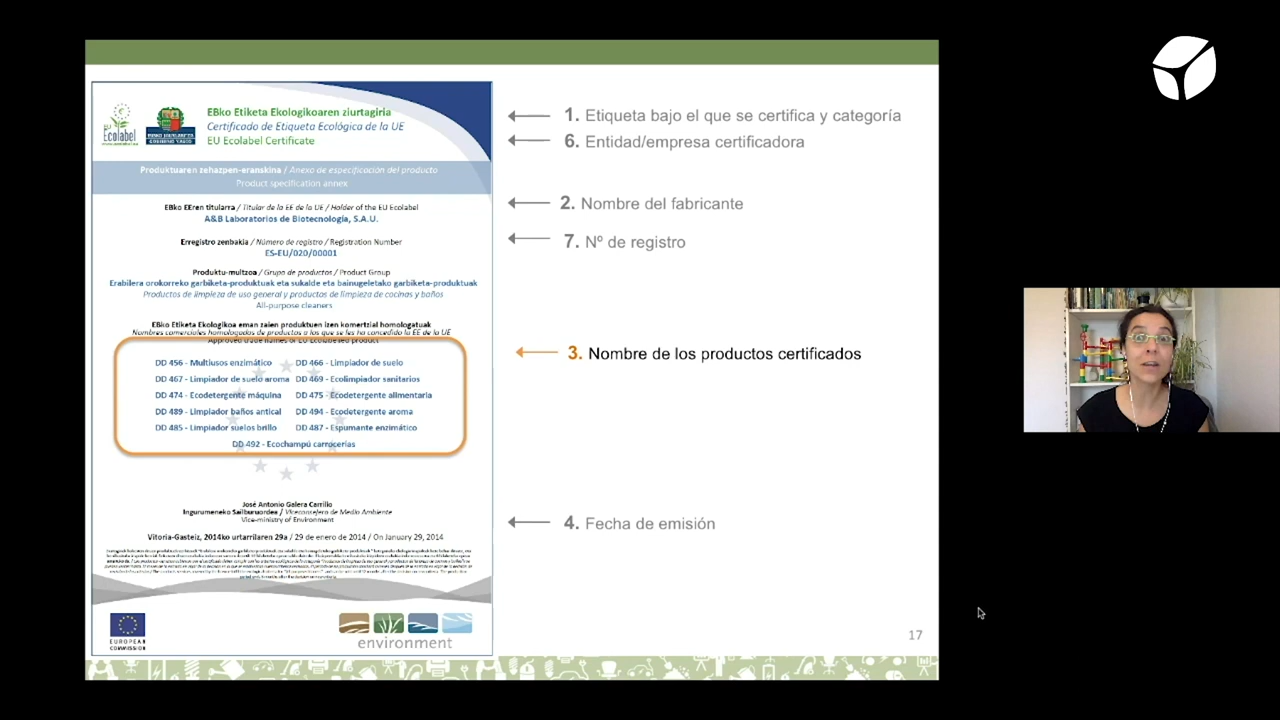 EBko Etiketa Ekologikoaren ziurtagiria
Certificado de Etiqueta Ecológica de la UE
EU Ecolabel Certificate
Ecolabel
www.ecolabel.eu
EUSKO JAURLARITZA
GOBIERNO VASCO
Produktuaren zehazpen-eranskina / Anexo de especificación del producto
Product specification annex
EBko EEren titularra / Titular de la EE de la UE / Holder of the EU Ecolabel
A&B Laboratorios de Biotecnología, S.A.U.
Erregistro zenbakia / Número de registro / Registration Number
ES-EU/020/00001
Produktu-multzoa / Grupo de productos / Product Group
Erabilera orokorreko garbiketa-produktuak eta sukalde eta bainugeletako garbiketa-produktuak
Productos de limpieza de uso general y productos de limpieza de cocinas y baños
All-purpose cleaners
EBko Etiketa Ekologikoa eman zaien produktuen izen komertzial homologatuak
Nombres comerciales homologados de productos a los que se les ha concedido la EE de la UE
Approved trade names of EU Ecolabelled product
DD 456 - Multiusos enzimático DD 466 - Limpiador de suelo
DD 467 - Limpiador de suelo aroma DD 469 - Ecolimpiador sanitarios
DD 474 - Ecodetergente máquina DD 475 - Ecodetergente alimentaria
DD 489 - Limpiador baños antical DD 494 - Ecodetergente aroma
DD 485 - Limpiador suelos brillo DD 487 - Espumante enzimático
DD 492 - Ecochampú carrocerías
José Antonio Galera Carrillo
Ingurumeneko Sailburuordea / Viceconsejero de Medio Ambiente
Vice-ministry of Environment
Vitoria-Gasteiz, 2014ko urtarrilaren 29a / 29 de enero de 2014 / On January 29, 2014
EUROPEAN
COMMISSION
environment
1. Etiqueta bajo el que se certifica y categoría
6. Entidad/empresa certificadora
2. Nombre del fabricante
7. Nº de registro
3. Nombre de los productos certificados
4. Fecha de emisión
17